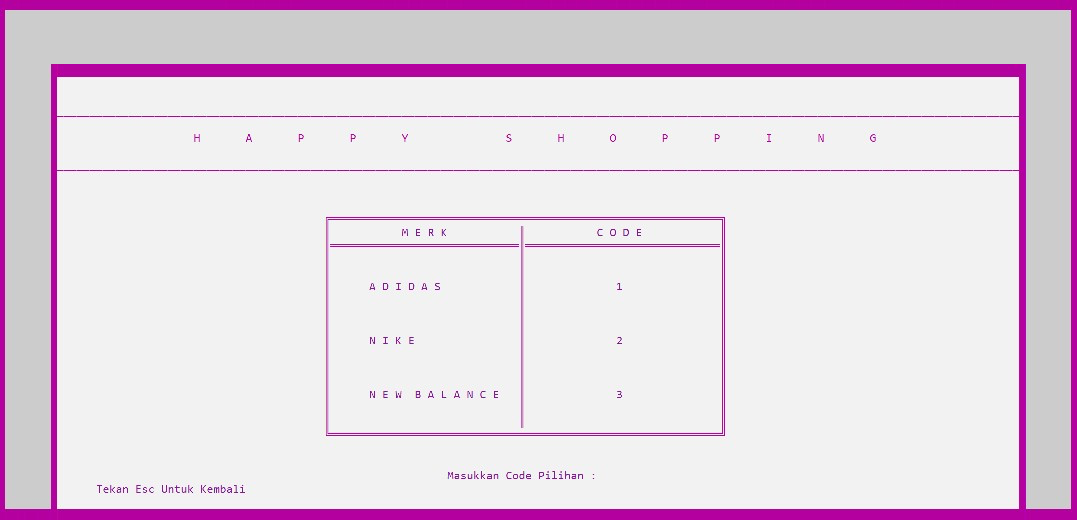 H A P P Y   S H O P P I N G
M E R K   C O D E
A D I D A S   1
N I K E   2
N E W   B A L A N C E   3
Masukkan Code Pilihan :
Tekan Esc Untuk Kembali